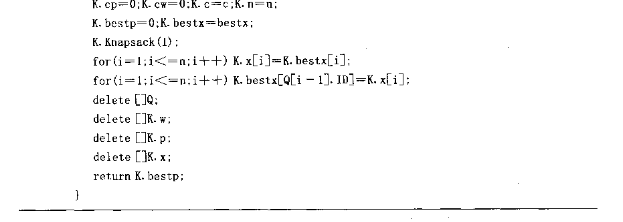 K. cp=0;K. cw=0;K. c=c;K. n=n;
K. bestp=0;K. bestx=bestx;
K. Knapsack(1);
for(i=1;i<=n;i++) K. x[i]=K. bestx[i];
for(i=1;i<=n;i++) K. bestx[Q[i-1]. ID]=K. x[i];
delete []Q;
delete []K. w;
delete []K. p;
delete []K. x;
return K. bestp;
}